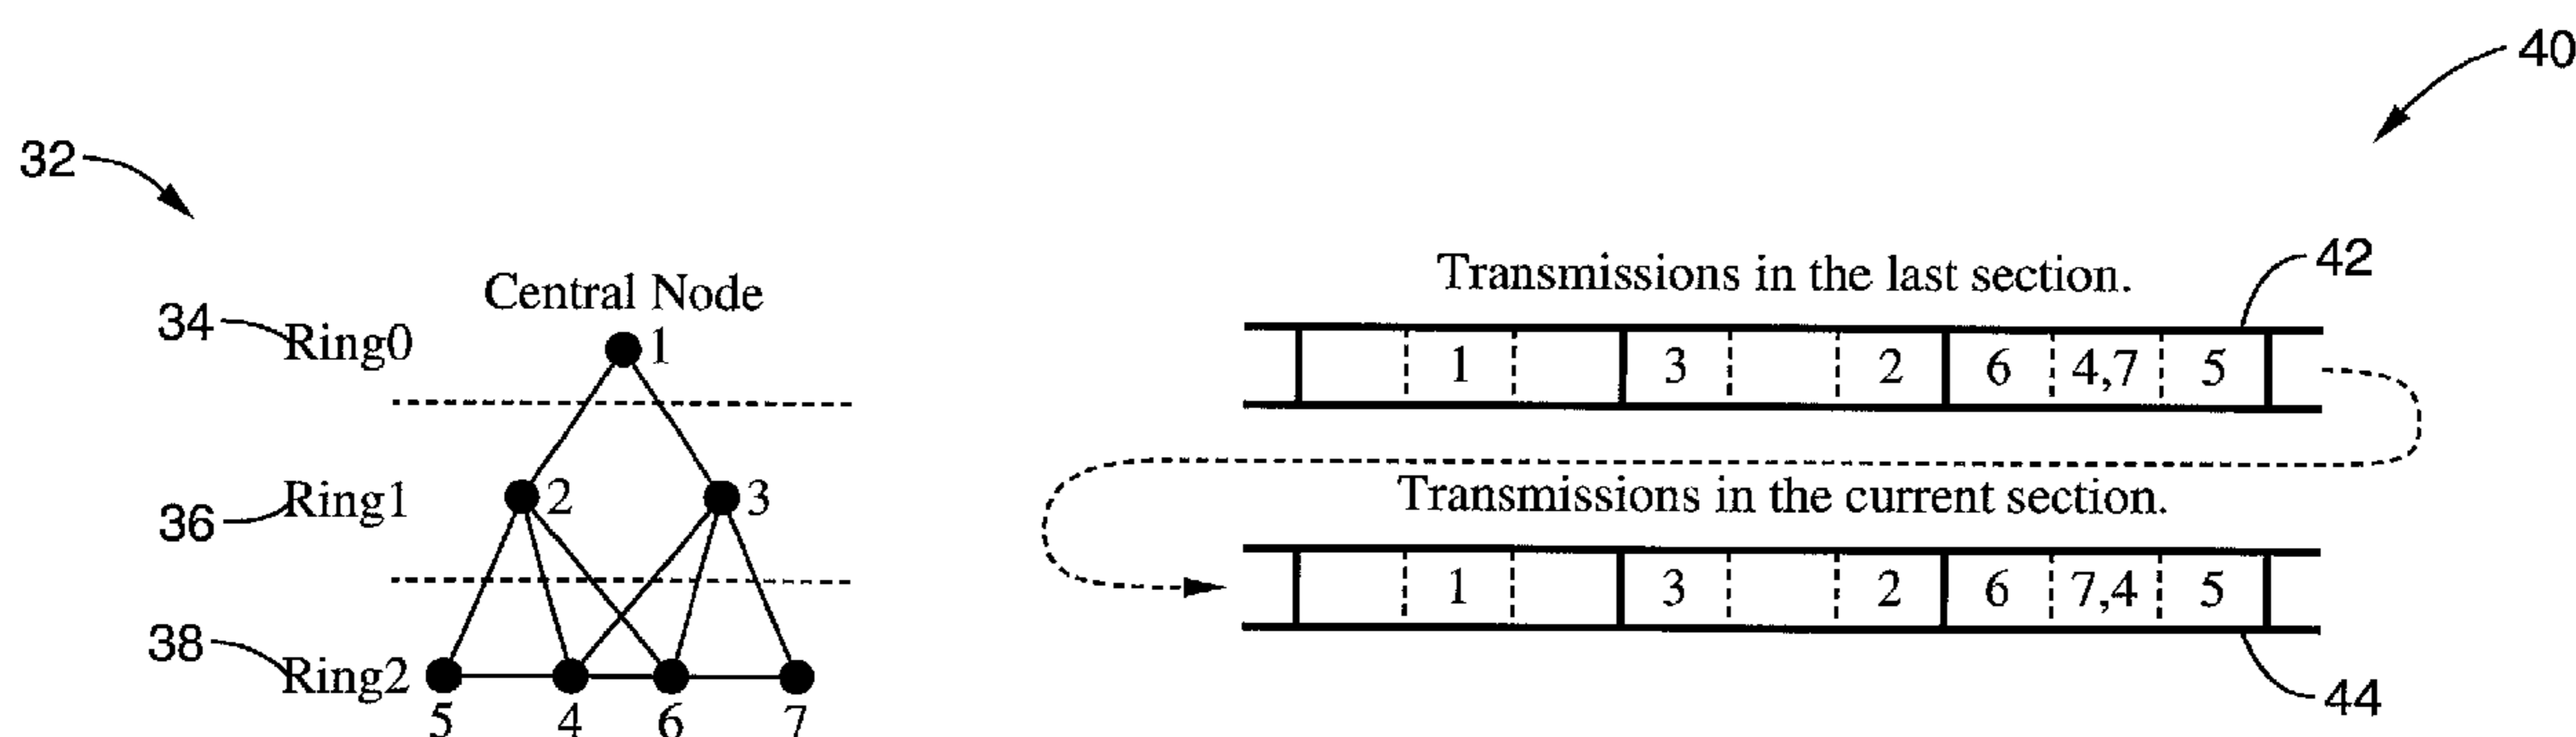 40
32
Central Node
34 Ring0 1
36 Ring1 2 3
38 Ring2
5 4 6 7
Transmissions in the last section.
42
1 3 2 6 4,7 5
Transmissions in the current section.
1 3 2 6 7,4 5
44